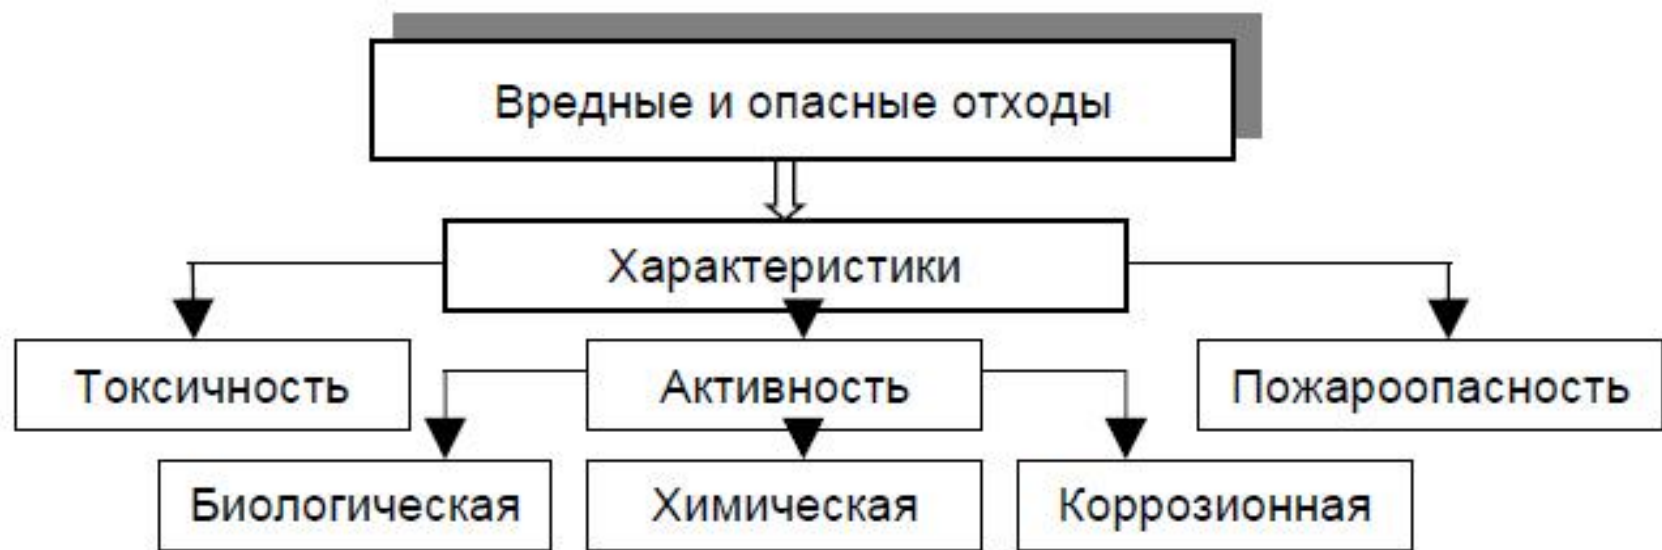 Вредные и опасные отходы
Характеристики
Токсичность
Активность
Пожароопасность
Биологическая
Химическая
Коррозионная